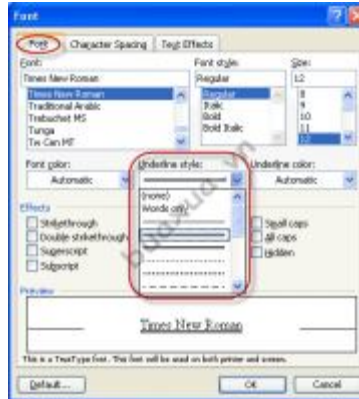 Font
Font Character Spacing Text Effects
Font: Font style: Size:
Times New Roman Regular 12
Times New Roman Regular 8
Traditional Arabic Italic 9
Trebuchet MS Bold 10
Tunga Bold Italic 11
Tw Cen MT 12
Font color: Underline style: Underline color:
Automatic Automatic
(none)
Words only
Effects
Strikethrough Small caps
Double strikethrough All caps
Superscript Hidden
Subscript
Preview
Times New Roman
This is a TrueType font. This font will be used on both printer and screen.
Default... OK Cancel